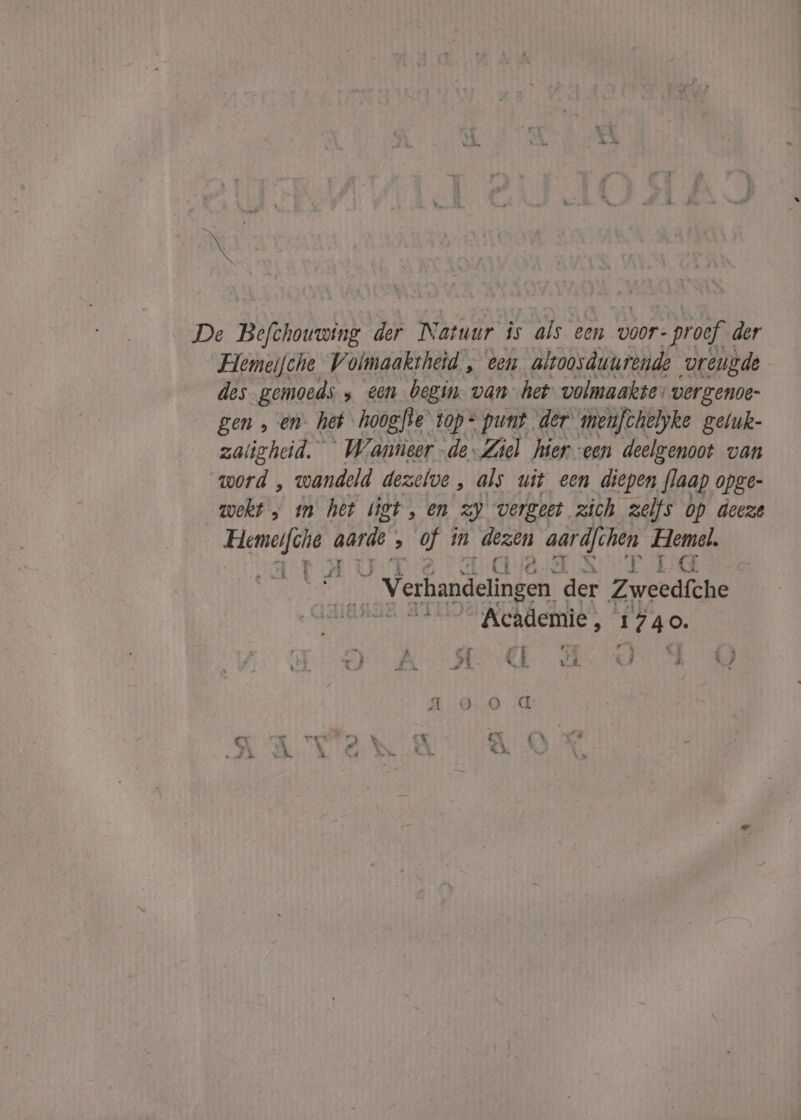 De Beſchouwing der Natuur is als een voor-proef der
Hemelſche Volmaaktheid, een altoosduurende vreugde
des gemoeds, een begin van het volmaakte vergenoe-
gen, en het hoogſte top-punt der menſchelyke geluk-
zaligheid. Wanneer de Ziel hier een deelgenoot van
word, wandeld dezelve, als uit een diepen ſlaap opge-
wekt, in het ligt, en zy vergeet zich zelfs op deeze
Hemelſche aarde, of in dezen aardſchen Hemel.
Verhandelingen der Zweedſche
Academie, 1740.